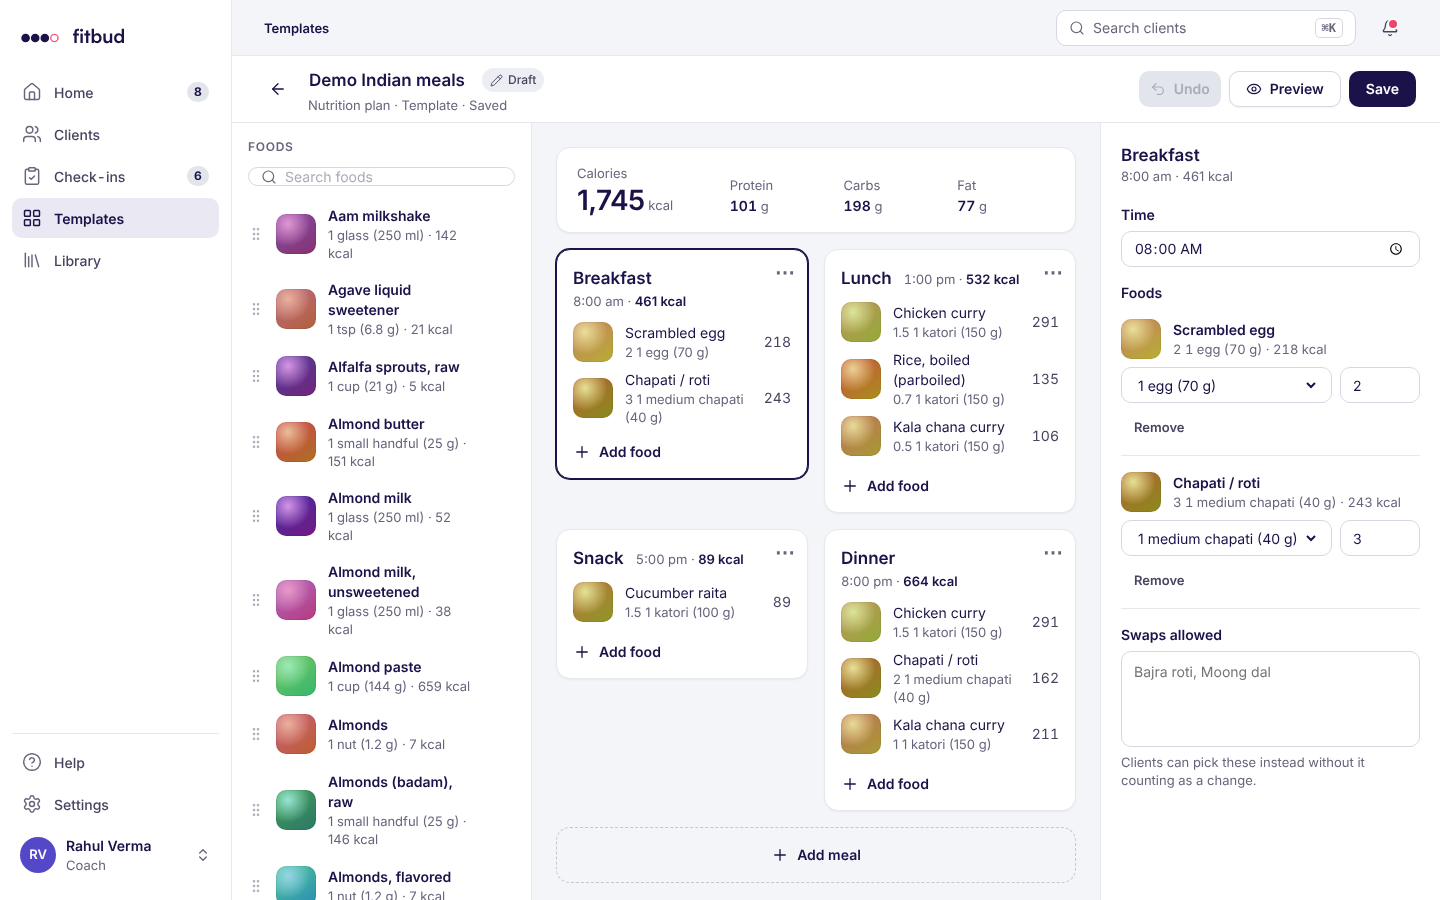 fitbud
Home 8
Clients
Check-ins 6
Templates
Library
Help
Settings
RV
Rahul Verma
Coach
Templates
Search clients ⌘K
Demo Indian meals Draft
Nutrition plan · Template · Saved
Undo
Preview
Save
FOODS
Search foods
Aam milkshake
1 glass (250 ml) · 142
kcal
Agave liquid
sweetener
1 tsp (6.8 g) · 21 kcal
Alfalfa sprouts, raw
1 cup (21 g) · 5 kcal
Almond butter
1 small handful (25 g) ·
151 kcal
Almond milk
1 glass (250 ml) · 52
kcal
Almond milk,
unsweetened
1 glass (250 ml) · 38
kcal
Almond paste
1 cup (144 g) · 659 kcal
Almonds
1 nut (1.2 g) · 7 kcal
Almonds (badam),
raw
1 small handful (25 g) ·
146 kcal
Almonds, flavored
1 nut (1.2 g) · 7 kcal
Calories
1,745 kcal
Protein
101 g
Carbs
198 g
Fat
77 g
Breakfast
8:00 am · 461 kcal
Scrambled egg
2 1 egg (70 g)
218
Chapati / roti
3 1 medium chapati
(40 g)
243
Add food
Lunch 1:00 pm · 532 kcal
Chicken curry
1.5 1 katori (150 g)
291
Rice, boiled
(parboiled)
0.7 1 katori (150 g)
135
Kala chana curry
0.5 1 katori (150 g)
106
Add food
Snack 5:00 pm · 89 kcal
Cucumber raita
1.5 1 katori (100 g)
89
Add food
Dinner
8:00 pm · 664 kcal
Chicken curry
1.5 1 katori (150 g)
291
Chapati / roti
2 1 medium chapati
(40 g)
162
Kala chana curry
1 1 katori (150 g)
211
Add food
Add meal
Breakfast
8:00 am · 461 kcal
Time
08:00 AM
Foods
Scrambled egg
2 1 egg (70 g) · 218 kcal
1 egg (70 g) 2
Remove
Chapati / roti
3 1 medium chapati (40 g) · 243 kcal
1 medium chapati (40 g) 3
Remove
Swaps allowed
Bajra roti, Moong dal
Clients can pick these instead without it
counting as a change.